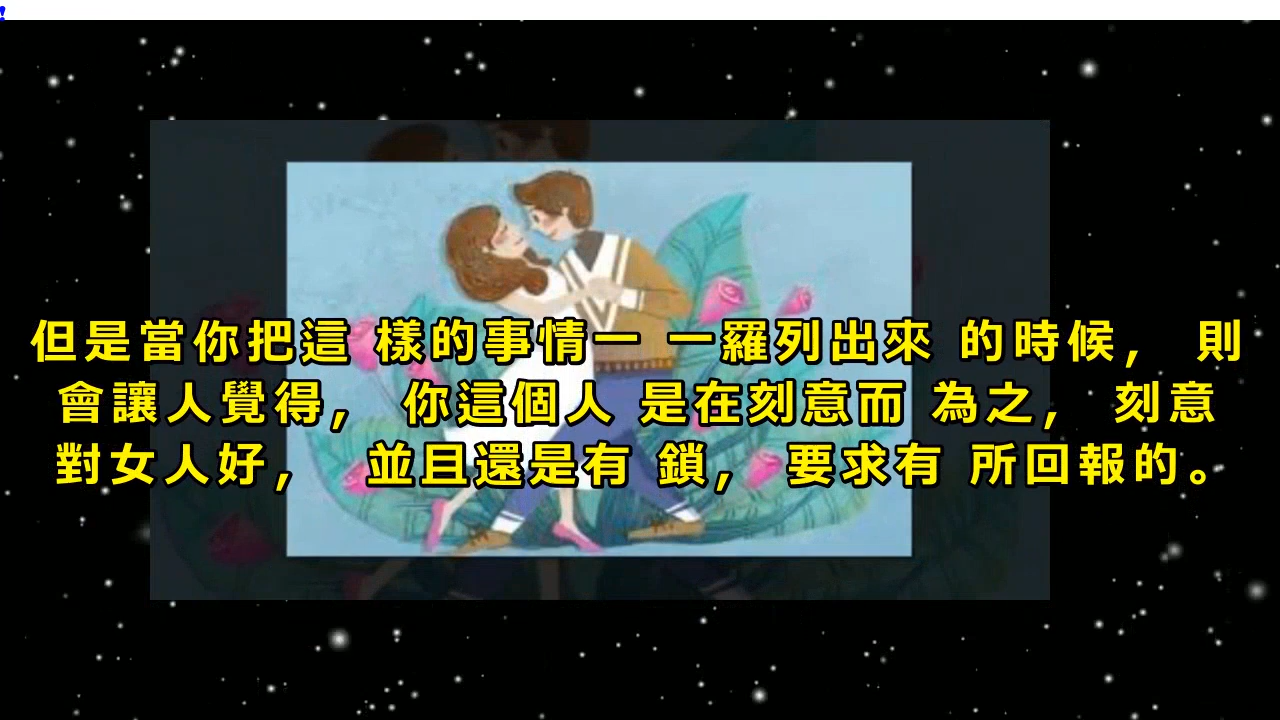 !
但是當你把這 樣的事情一 一羅列出來 的時候， 則
會讓人覺得， 你這個人 是在刻意而 為之， 刻意
對女人好， 並且還是有 鎖， 要求有 所回報的。